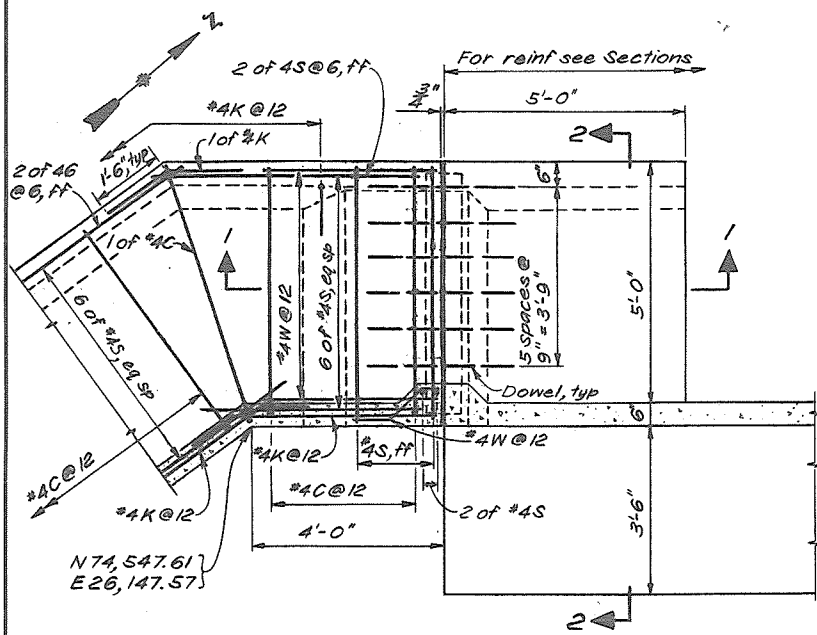 Z
For reinf see Sections
2 of 4S@6,ff
3/4"
5'-0"
#4K@12
1 of #4K
2
2 of 46
@6,ff
1'-6", typ
6"
1 of #4C
1
1
#4W@12
6 of #4S, eq sp
5 spaces @
9" = 3'-9"
5'-0"
6 of #4S, eq sp
Dowel, typ
6"
#4W@12
#4K@12
#4S,ff
#4C@12
#4K@12
#4C@12
2 of #4S
3'-6"
4'-0"
N 74,547.61
E 26,147.57
2